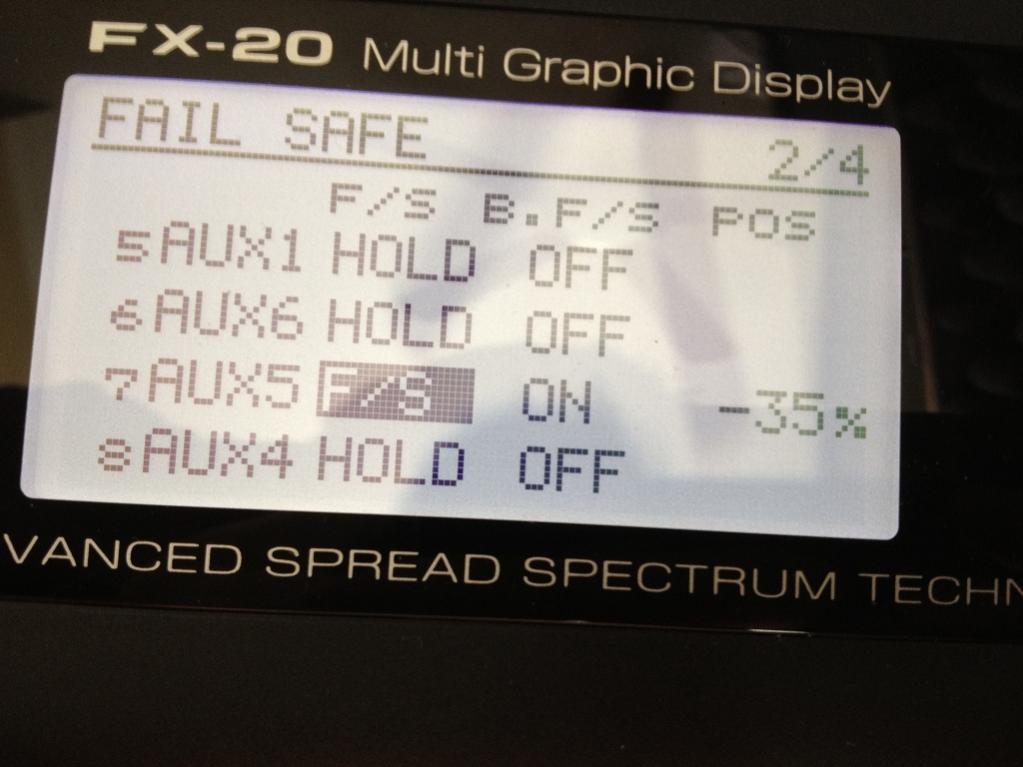 FX-20 Multi Graphic Display
FAIL SAFE 2/4
F/S B.F/S POS
5 AUX1 HOLD OFF
6 AUX6 HOLD OFF
7 AUX5 F/S ON -35%
8 AUX4 HOLD OFF
VANCED SPREAD SPECTRUM TECHN